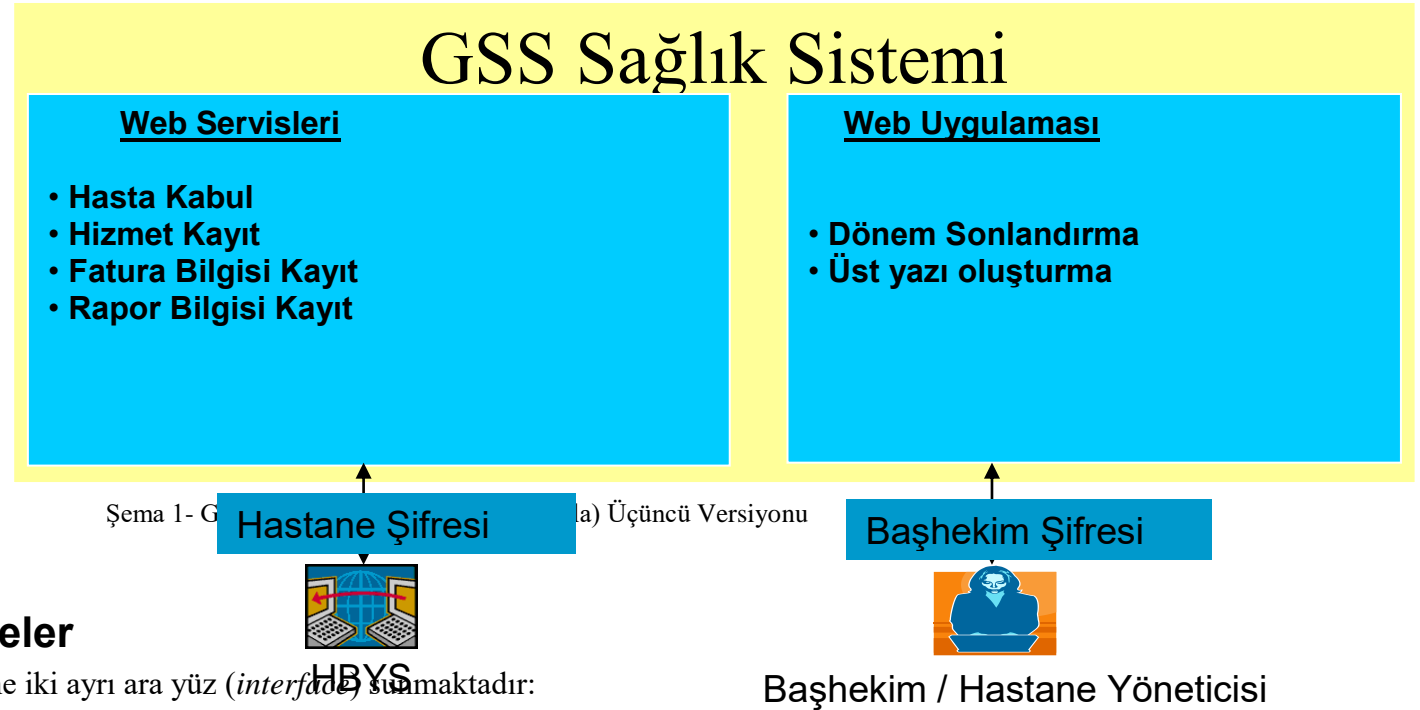 GSS Sağlık Sistemi
Web Servisleri
• Hasta Kabul
• Hizmet Kayıt
• Fatura Bilgisi Kayıt
• Rapor Bilgisi Kayıt
Web Uygulaması
• Dönem Sonlandırma
• Üst yazı oluşturma
Şema 1- G la) Üçüncü Versiyonu
Hastane Şifresi
Başhekim Şifresi
eler
HBYS
e iki ayrı ara yüz (interface) sunmaktadır:
Başhekim / Hastane Yöneticisi